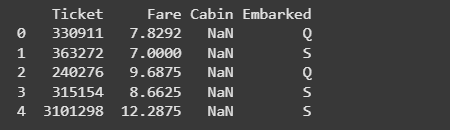 Ticket Fare Cabin Embarked
0 330911 7.8292 NaN Q
1 363272 7.0000 NaN S
2 240276 9.6875 NaN Q
3 315154 8.6625 NaN S
4 3101298 12.2875 NaN S